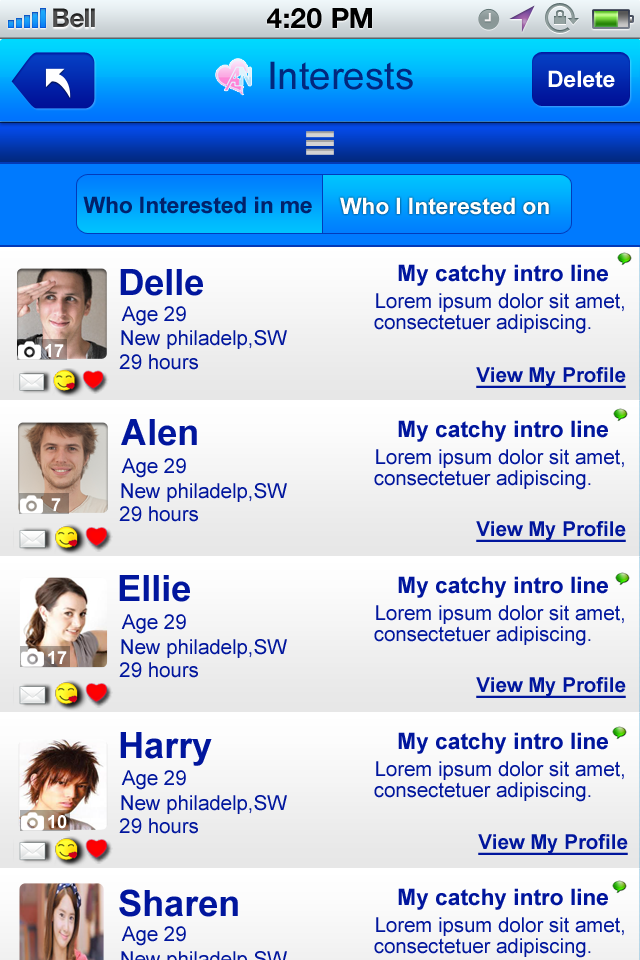 Bell 4:20 PM
AN Interests
Delete
Who Interested in me
Who I Interested on
Delle
Age 29
New philadelp,SW
29 hours
17
My catchy intro line
Lorem ipsum dolor sit amet,
consectetuer adipiscing.
View My Profile
Alen
Age 29
New philadelp,SW
29 hours
7
My catchy intro line
Lorem ipsum dolor sit amet,
consectetuer adipiscing.
View My Profile
Ellie
Age 29
New philadelp,SW
29 hours
17
My catchy intro line
Lorem ipsum dolor sit amet,
consectetuer adipiscing.
View My Profile
Harry
Age 29
New philadelp,SW
29 hours
10
My catchy intro line
Lorem ipsum dolor sit amet,
consectetuer adipiscing.
View My Profile
Sharen
Age 29
New philadelp,SW
My catchy intro line
Lorem ipsum dolor sit amet,
consectetuer adipiscing.